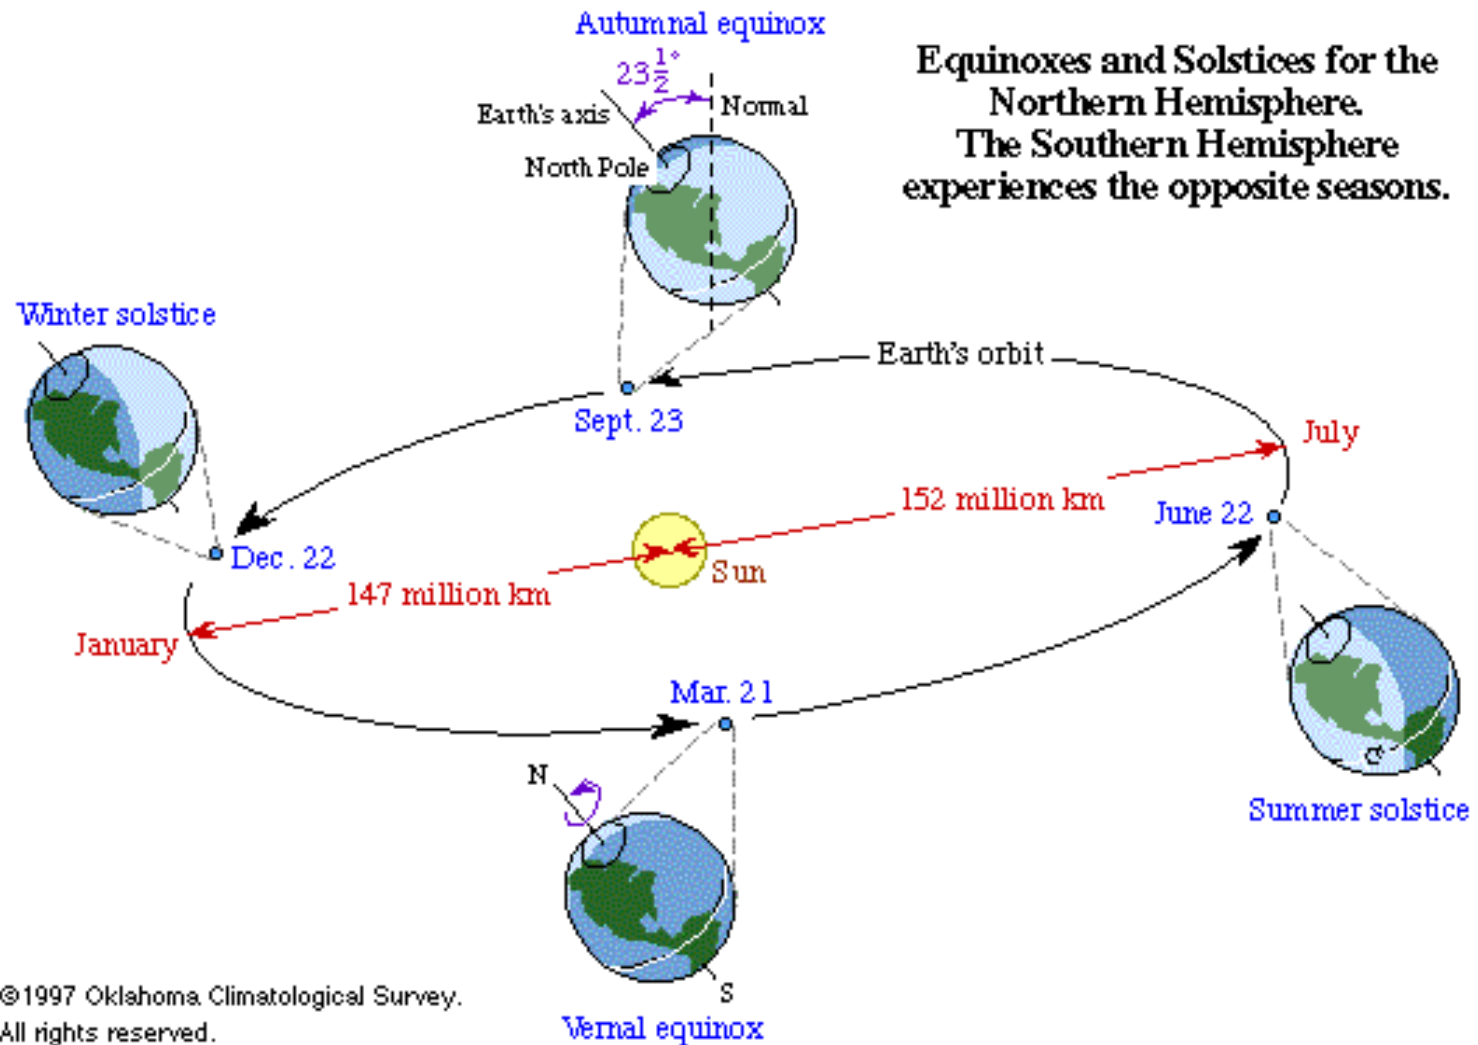 Autumnal equinox
Equinoxes and Solstices for the
Northern Hemisphere.
The Southern Hemisphere
experiences the opposite seasons.
23½°
Earth's axis
Normal
North Pole
Winter solstice
Earth's orbit
Sept. 23
July
152 million km
June 22
Dec. 22
Sun
147 million km
January
Mar. 21
N
Summer solstice
S
©1997 Oklahoma Climatological Survey.
All rights reserved.
Vernal equinox